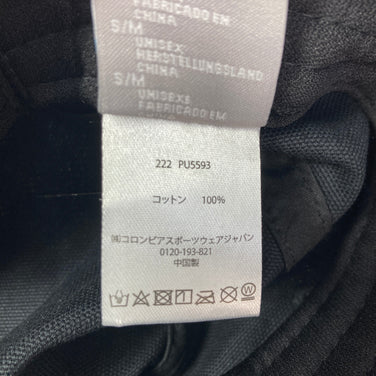 FABRICADO EN
CHINA
S/M
UNISEX
HERSTELLUNGSLAND
CHINA
S/M
UNISEXE
FABRICADO EM
222 PU5593
コットン 100%
㈱コロンビアスポーツウェアジャパン
0120-193-821
中国製